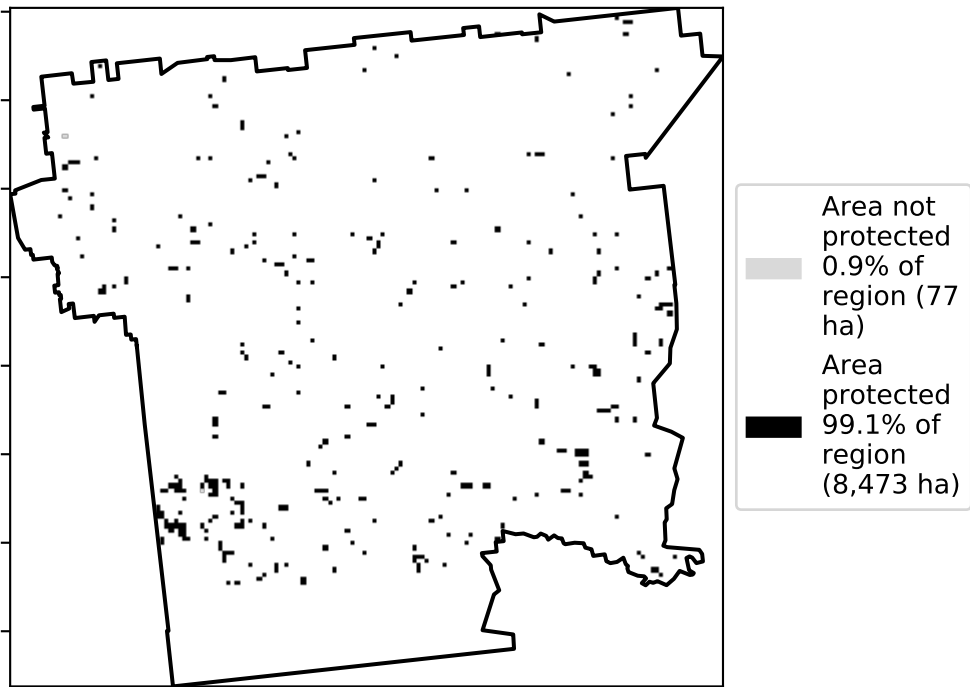 Area not
protected
0.9% of
region (77
ha)
Area
protected
99.1% of
region
(8,473 ha)